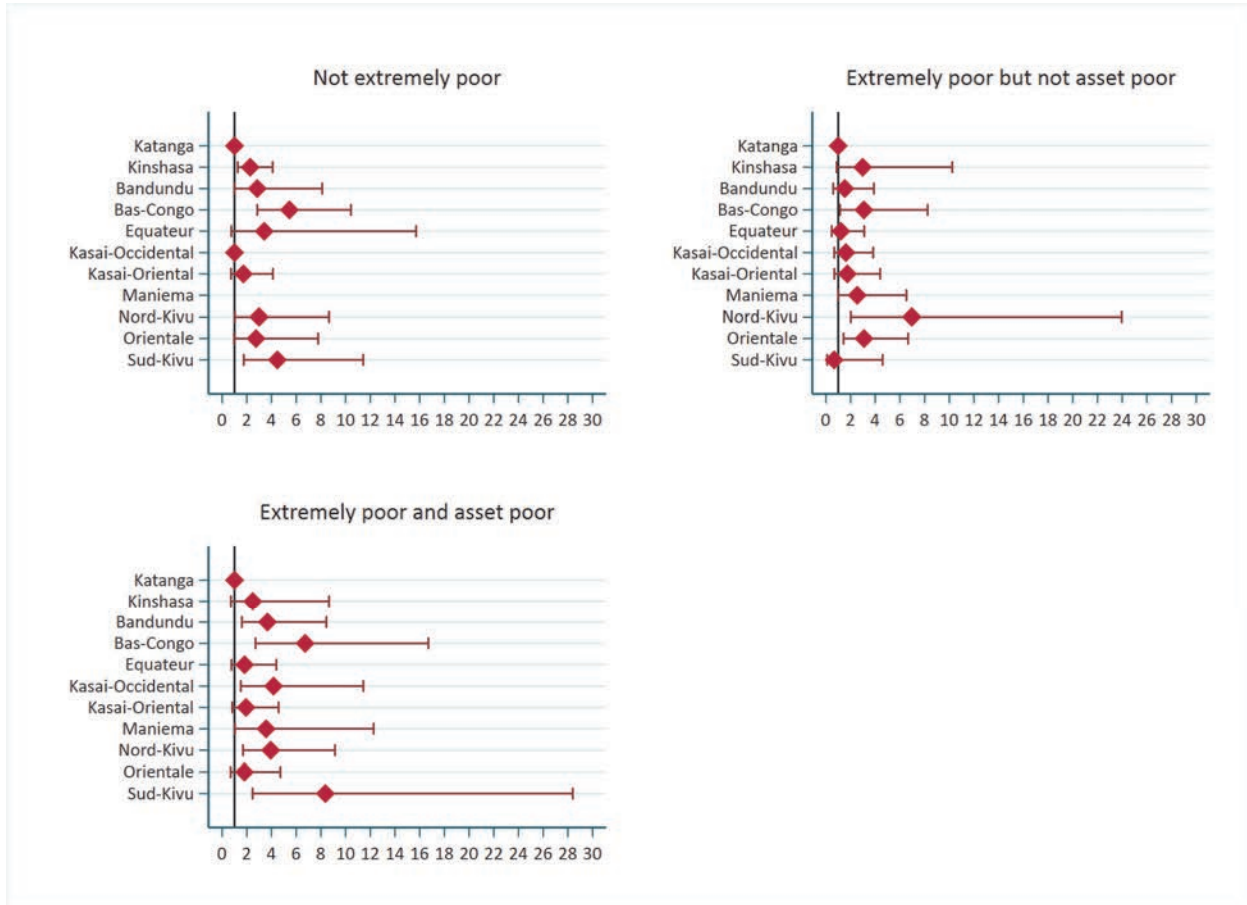 Not extremely poor
Katanga
Kinshasa
Bandundu
Bas-Congo
Equateur
Kasai-Occidental
Kasai-Oriental
Maniema
Nord-Kivu
Orientale
Sud-Kivu
0 2 4 6 8 10 12 14 16 18 20 22 24 26 28 30
Extremely poor but not asset poor
Katanga
Kinshasa
Bandundu
Bas-Congo
Equateur
Kasai-Occidental
Kasai-Oriental
Maniema
Nord-Kivu
Orientale
Sud-Kivu
0 2 4 6 8 10 12 14 16 18 20 22 24 26 28 30
Extremely poor and asset poor
Katanga
Kinshasa
Bandundu
Bas-Congo
Equateur
Kasai-Occidental
Kasai-Oriental
Maniema
Nord-Kivu
Orientale
Sud-Kivu
0 2 4 6 8 10 12 14 16 18 20 22 24 26 28 30